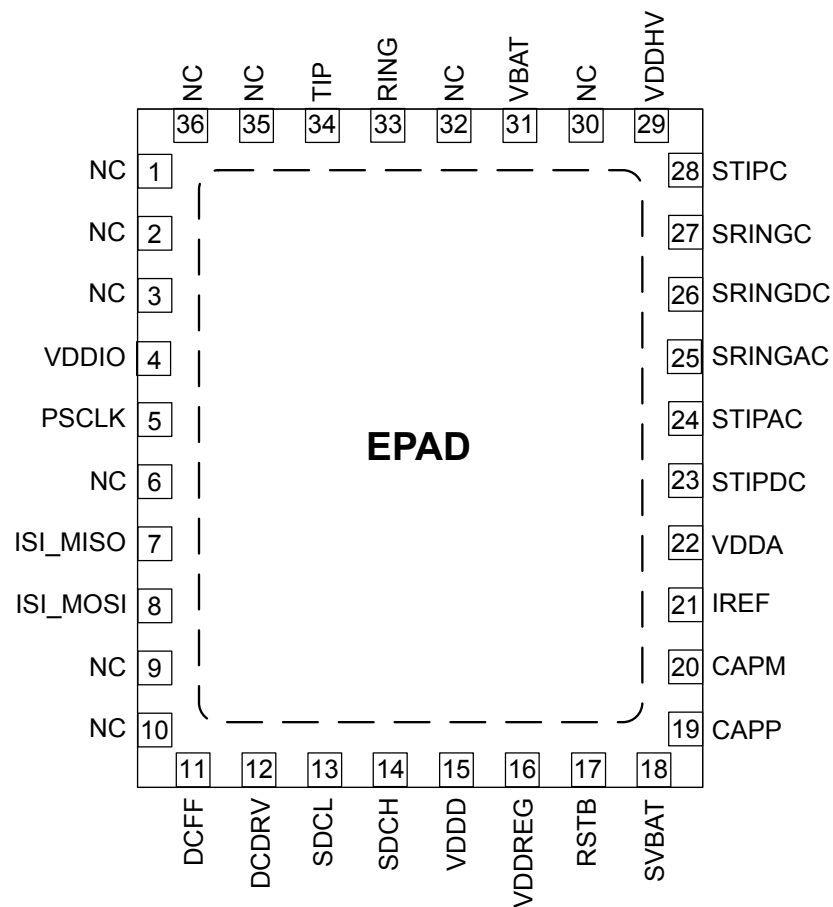 NC
NC
TIP
RING
NC
VBAT
NC
VDDHV
36
35
34
33
32
31
30
29
NC 1
28 STIPC
NC 2
27 SRINGC
NC 3
26 SRINGDC
VDDIO 4
25 SRINGAC
PSCLK 5
24 STIPAC
EPAD
NC 6
23 STIPDC
ISI_MISO 7
22 VDDA
ISI_MOSI 8
21 IREF
NC 9
20 CAPM
NC 10
19 CAPP
11
12
13
14
15
16
17
18
DCFF
DCDRV
SDCL
SDCH
VDDD
VDDREG
RSTB
SVBAT